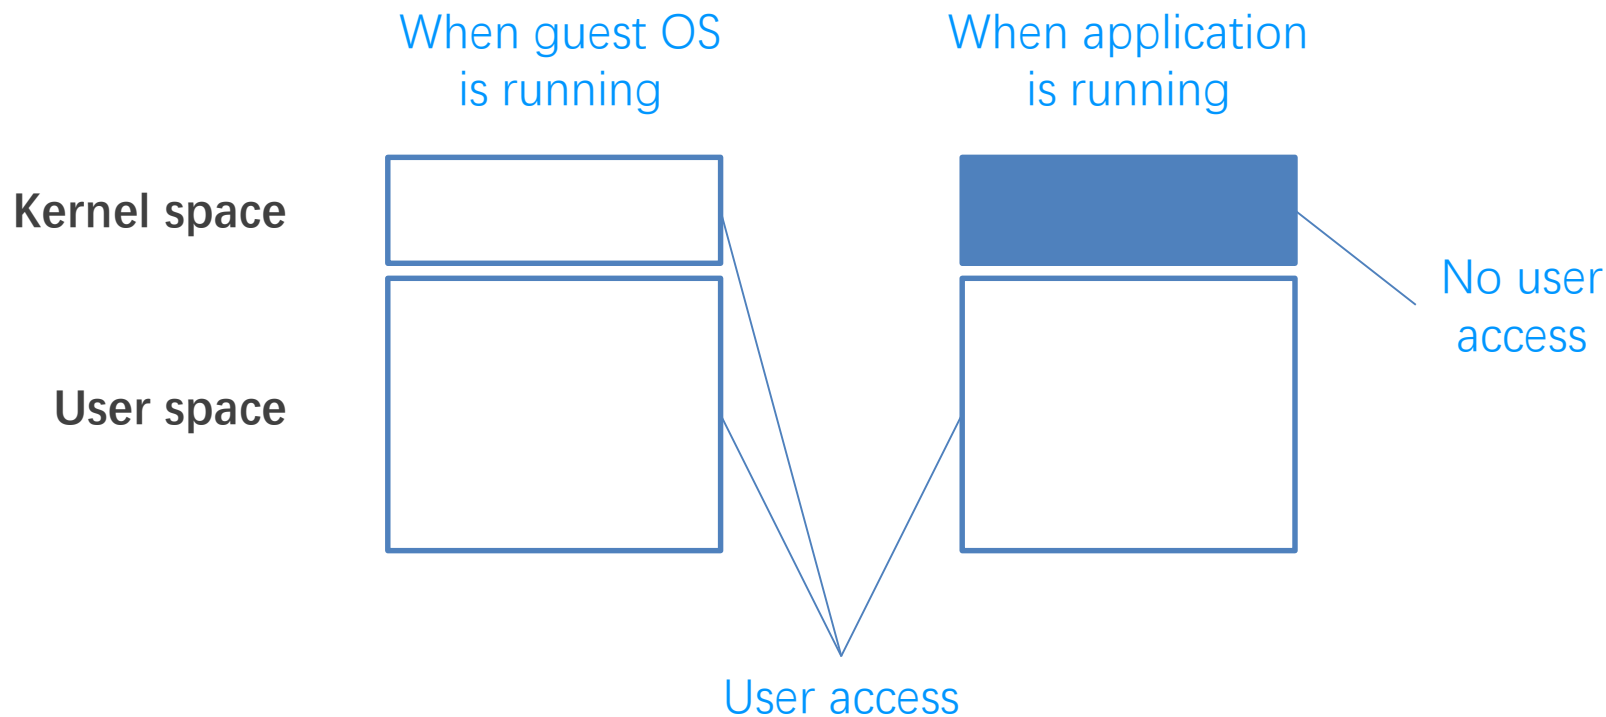 When guest OS
is running
When application
is running
Kernel space
No user
access
User space
User access